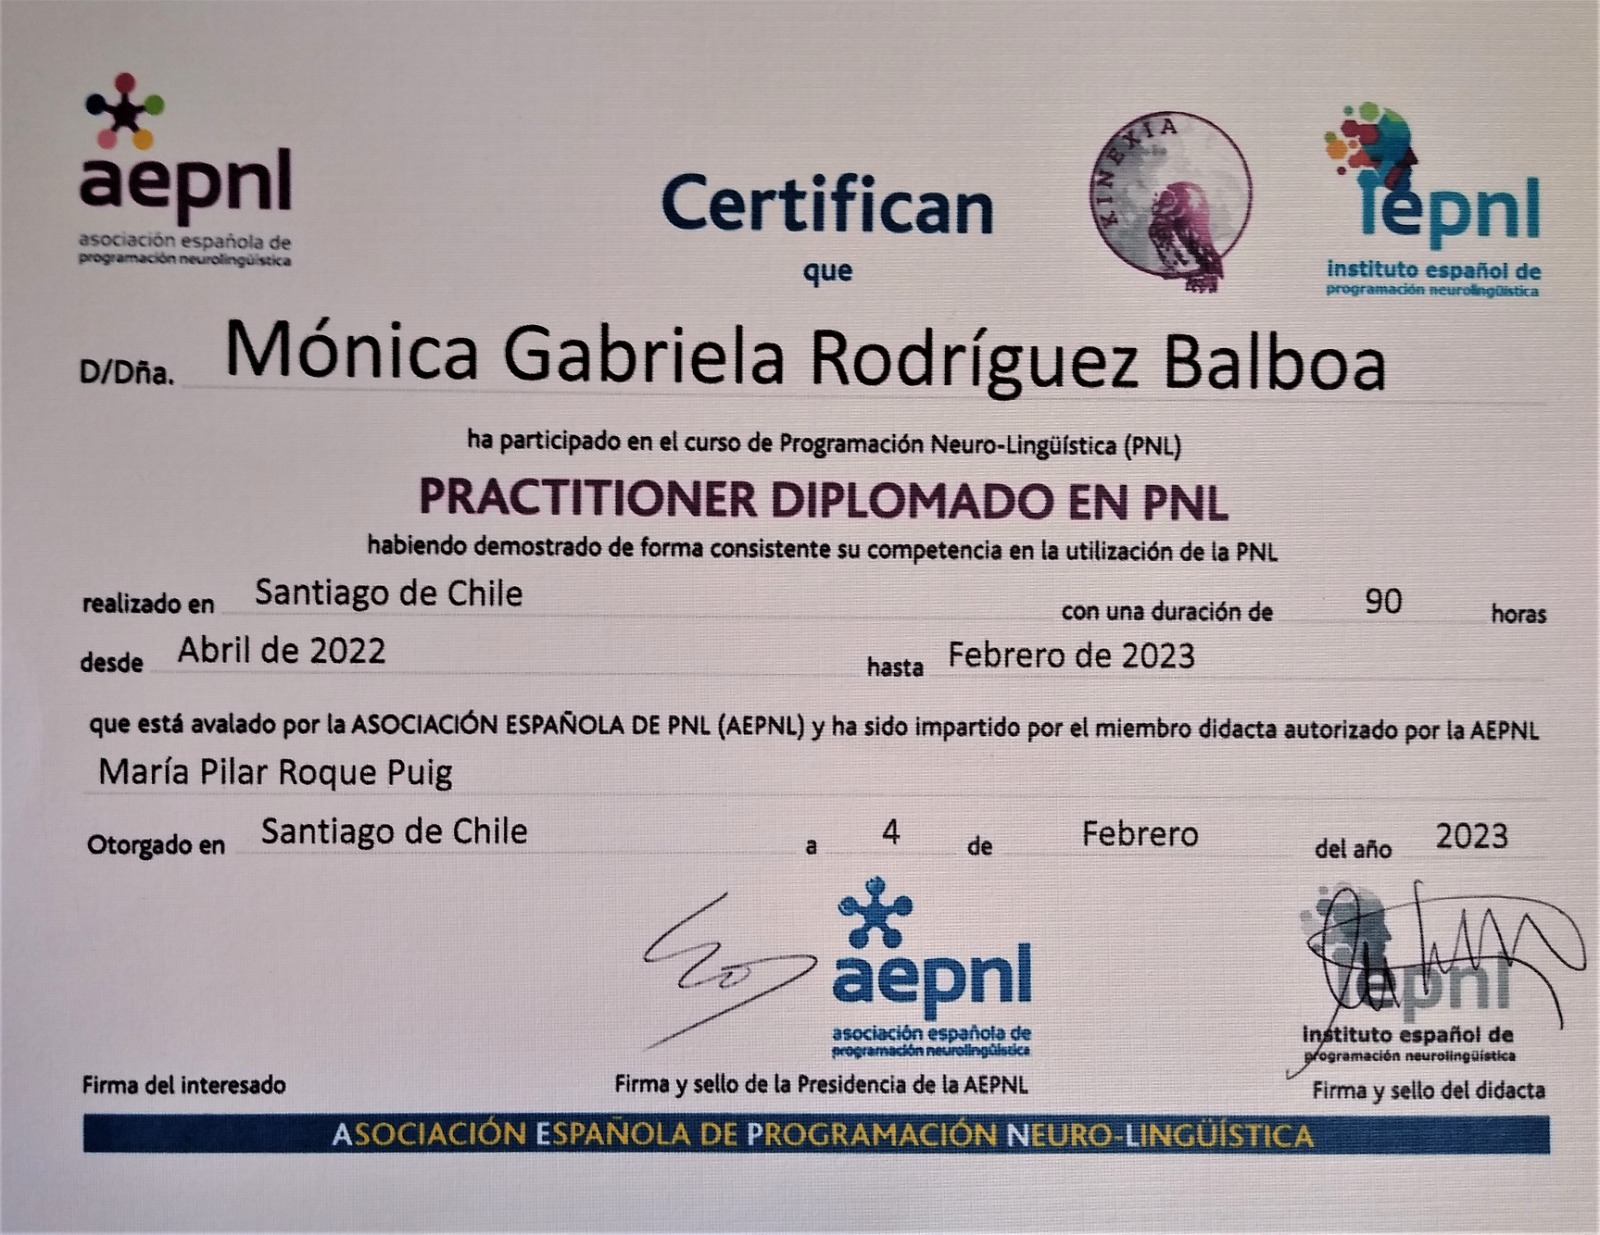 aepnl
asociación española de
programación neurolingüística
Certifican
que
KINEXIA
iepnl
instituto español de
programación neurolingüística
D/Dña. Mónica Gabriela Rodríguez Balboa
ha participado en el curso de Programación Neuro-Lingüística (PNL)
PRACTITIONER DIPLOMADO EN PNL
habiendo demostrado de forma consistente su competencia en la utilización de la PNL
realizado en Santiago de Chile con una duración de 90 horas
desde Abril de 2022 hasta Febrero de 2023
que está avalado por la ASOCIACIÓN ESPAÑOLA DE PNL (AEPNL) y ha sido impartido por el miembro didacta autorizado por la AEPNL
María Pilar Roque Puig
Otorgado en Santiago de Chile a 4 de Febrero del año 2023
aepnl
asociación española de
programación neurolingüística
iepnl
instituto español de
programación neurolingüística
Firma del interesado Firma y sello de la Presidencia de la AEPNL Firma y sello del didacta
ASOCIACIÓN ESPAÑOLA DE PROGRAMACIÓN NEURO-LINGÜÍSTICA